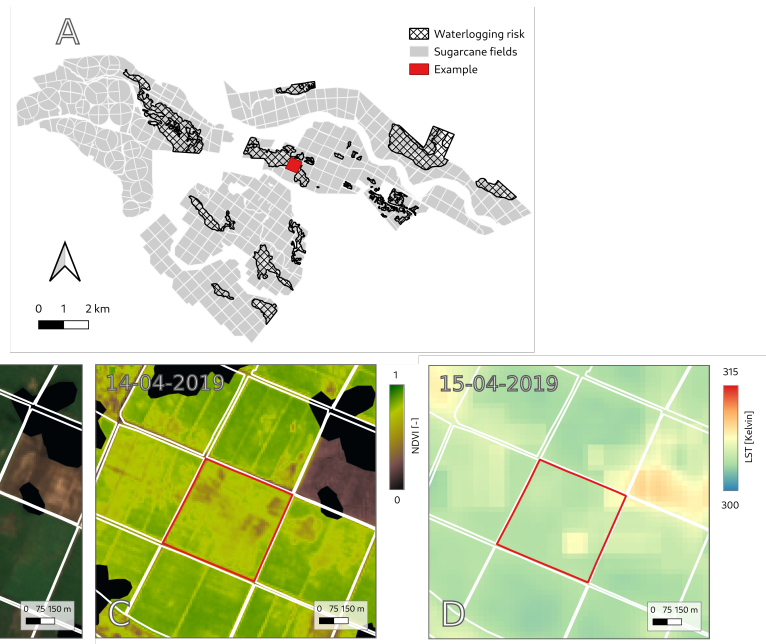 A
Waterlogging risk
Sugarcane fields
Example
0 1 2 km
14-04-2019
1
NDVI [-]
0
15-04-2019
315
LST [Kelvin]
300
0 75 150 m
C
0 75 150 m
D
0 75 150 m